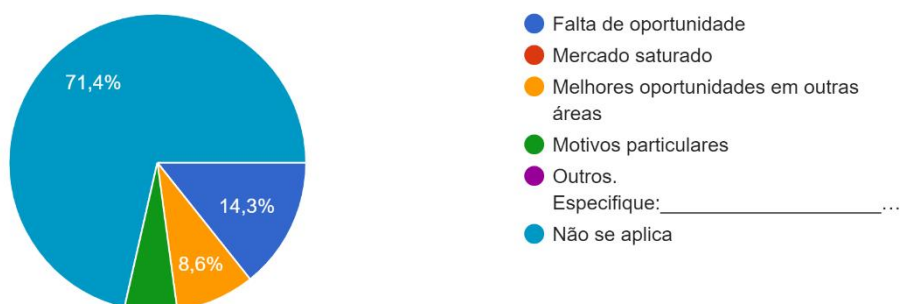 71,4%
14,3%
8,6%
Falta de oportunidade
Mercado saturado
Melhores oportunidades em outras
áreas
Motivos particulares
Outros.
Especifique:____________________…
Não se aplica